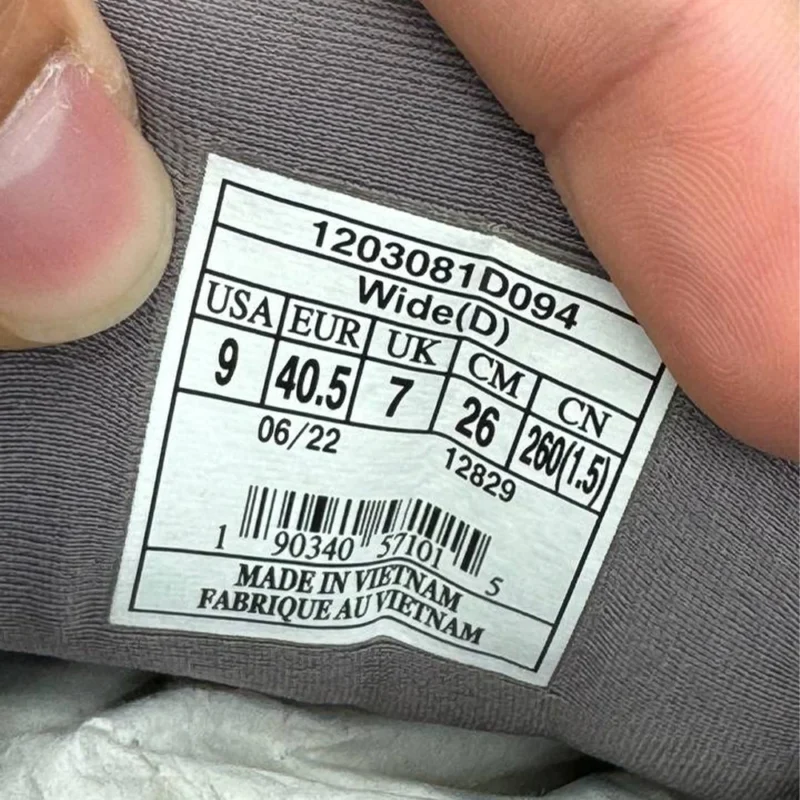 1203081D094
Wide(D)
USA EUR UK CM CN
9 40.5 7 26 260(1.5)
06/22 12829
1 90340 57101 5
MADE IN VIETNAM
FABRIQUE AU VIETNAM